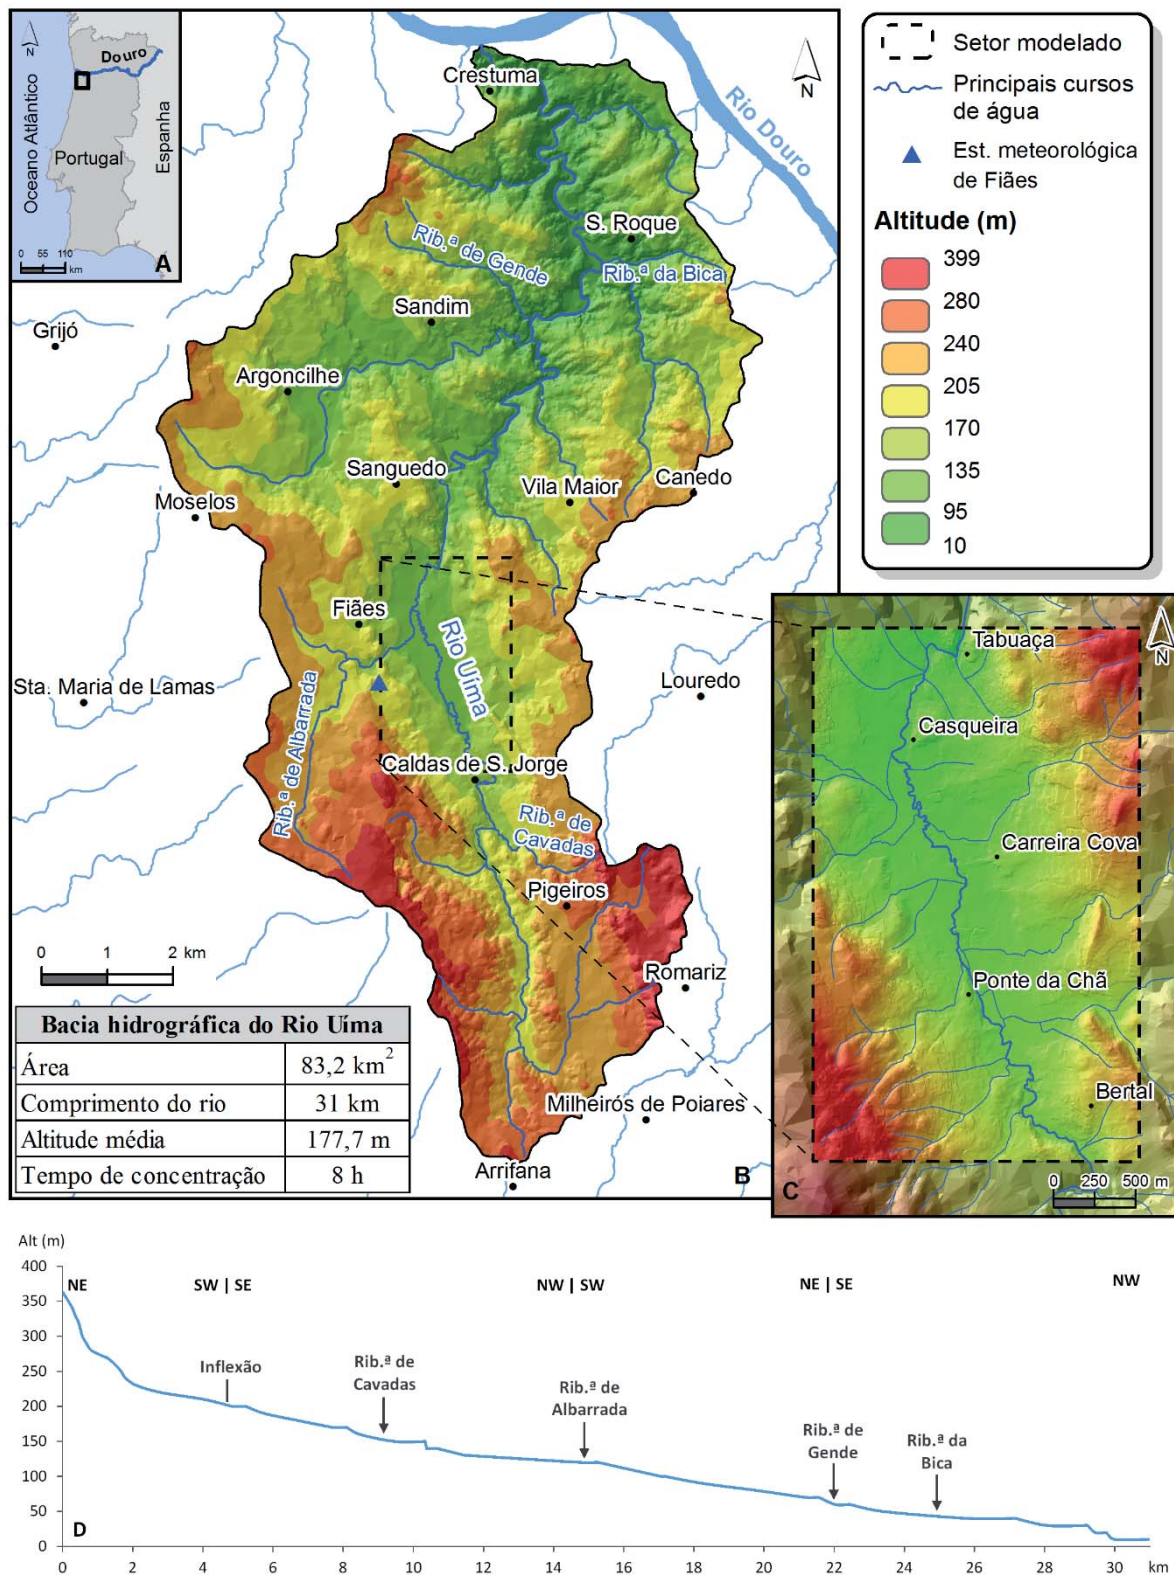 N
Douro
Oceano Atlântico
Portugal
Espanha
0 55 110
km
A
Crestuma
N
Rio Douro
S. Roque
Rib.ª de Gende
Rib.ª da Bica
Sandim
Grijó
Argoncilhe
Sanguedo
Vila Maior
Canedo
Moselos
Fiães
Rio Uíma
Sta. Maria de Lamas
Louredo
Rib.ª de Albarrada
Caldas de S. Jorge
Rib.ª de
Cavadas
Pigeiros
0 1 2 km
Romariz
Milheirós de Poiares
Arrifana
B
Bacia hidrográfica do Rio Uíma
Área 83,2 km²
Comprimento do rio 31 km
Altitude média 177,7 m
Tempo de concentração 8 h
Setor modelado
Principais cursos
de água
Est. meteorológica
de Fiães
Altitude (m)
399
280
240
205
170
135
95
10
N
Tabuaça
Casqueira
Carreira Cova
Ponte da Chã
Bertal
C
0 250 500 m
Alt (m)
400
350
300
250
200
150
100
50
0
NE
SW | SE
NW | SW
NE | SE
NW
Inflexão
Rib.ª de
Cavadas
Rib.ª de
Albarrada
Rib.ª de
Gende
Rib.ª da
Bica
D
0 2 4 6 8 10 12 14 16 18 20 22 24 26 28 30 km